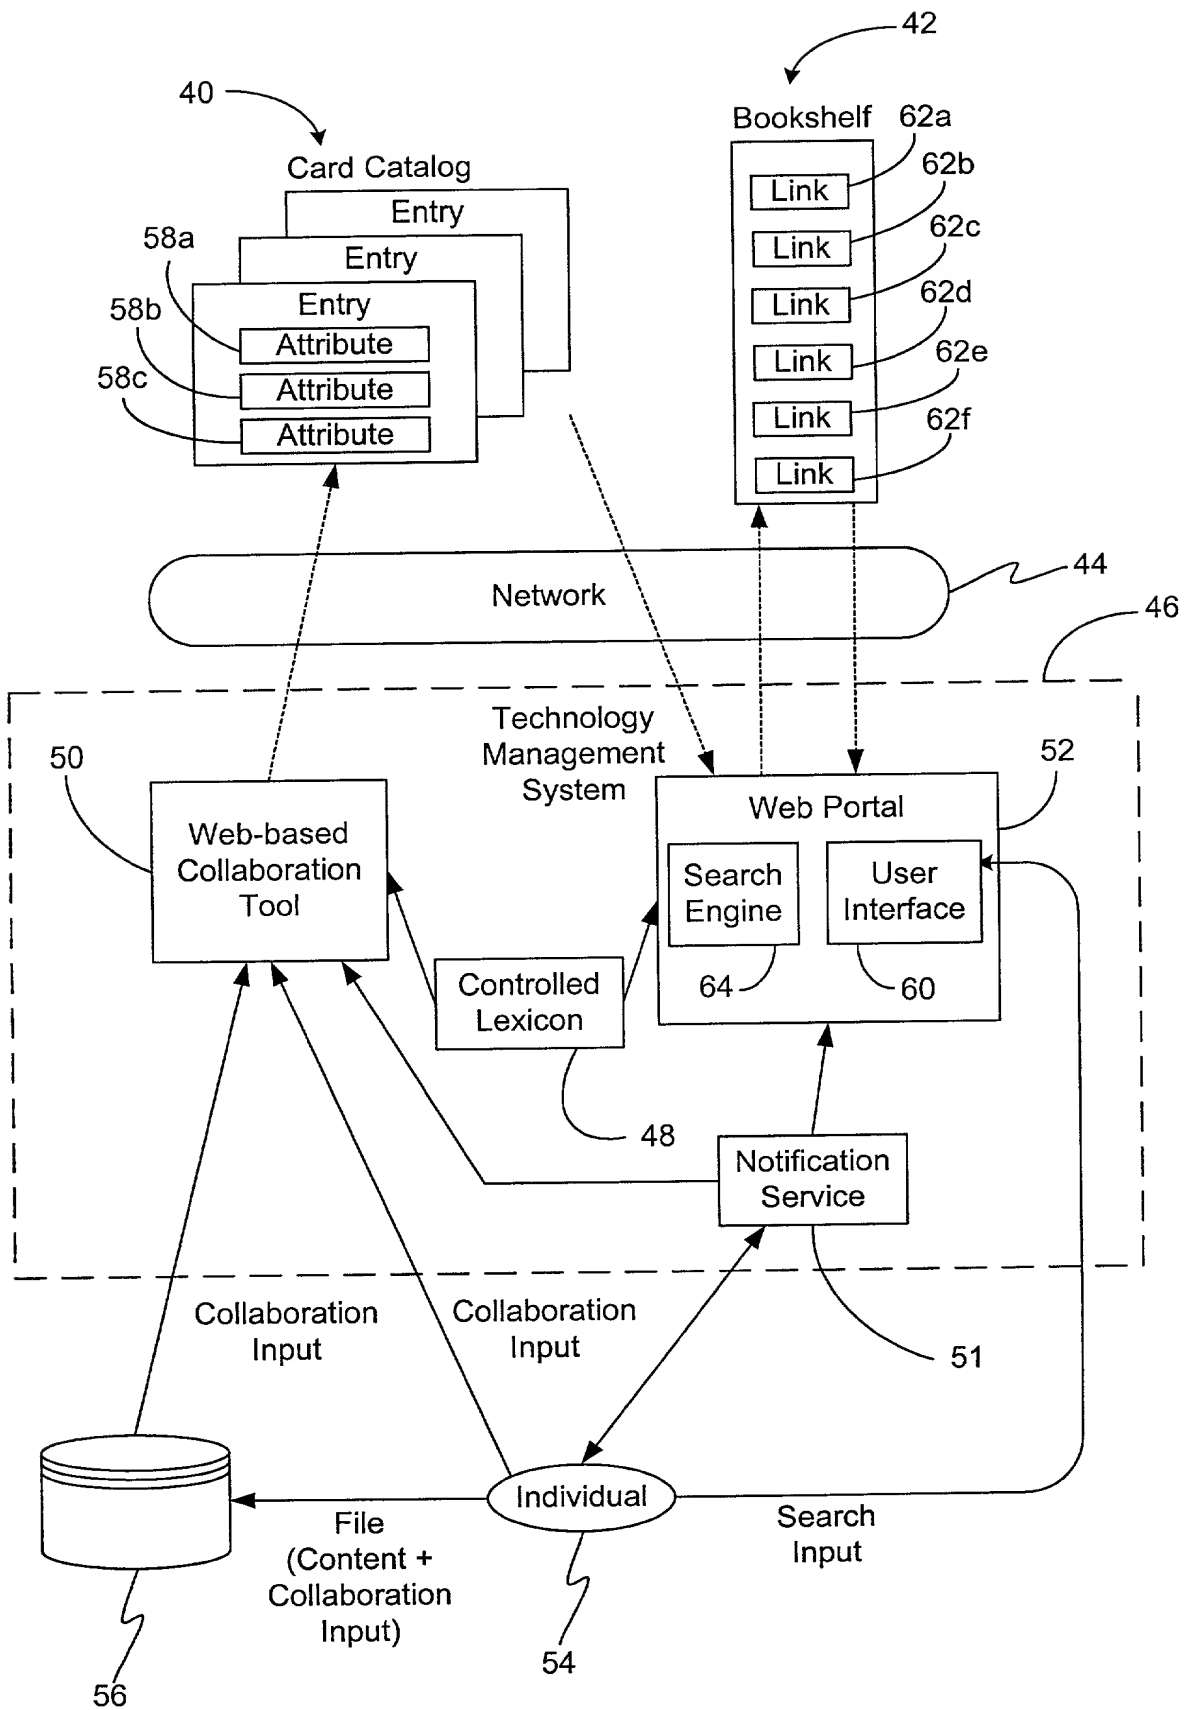 42
40
Bookshelf
62a
Card Catalog
62b
Link
Entry
62c
58a
Link
Entry
62d
58b
Entry
Link
Attribute
62e
58c
Link
Attribute
62f
Link
Attribute
Link
44
Network
46
Technology
Management
System
50
52
Web Portal
Web-based
Collaboration
Tool
Search
Engine
User
Interface
64
60
Controlled
Lexicon
48
Notification
Service
Collaboration
Input
Collaboration
Input
51
Individual
File
(Content +
Collaboration
Input)
Search
Input
54
56